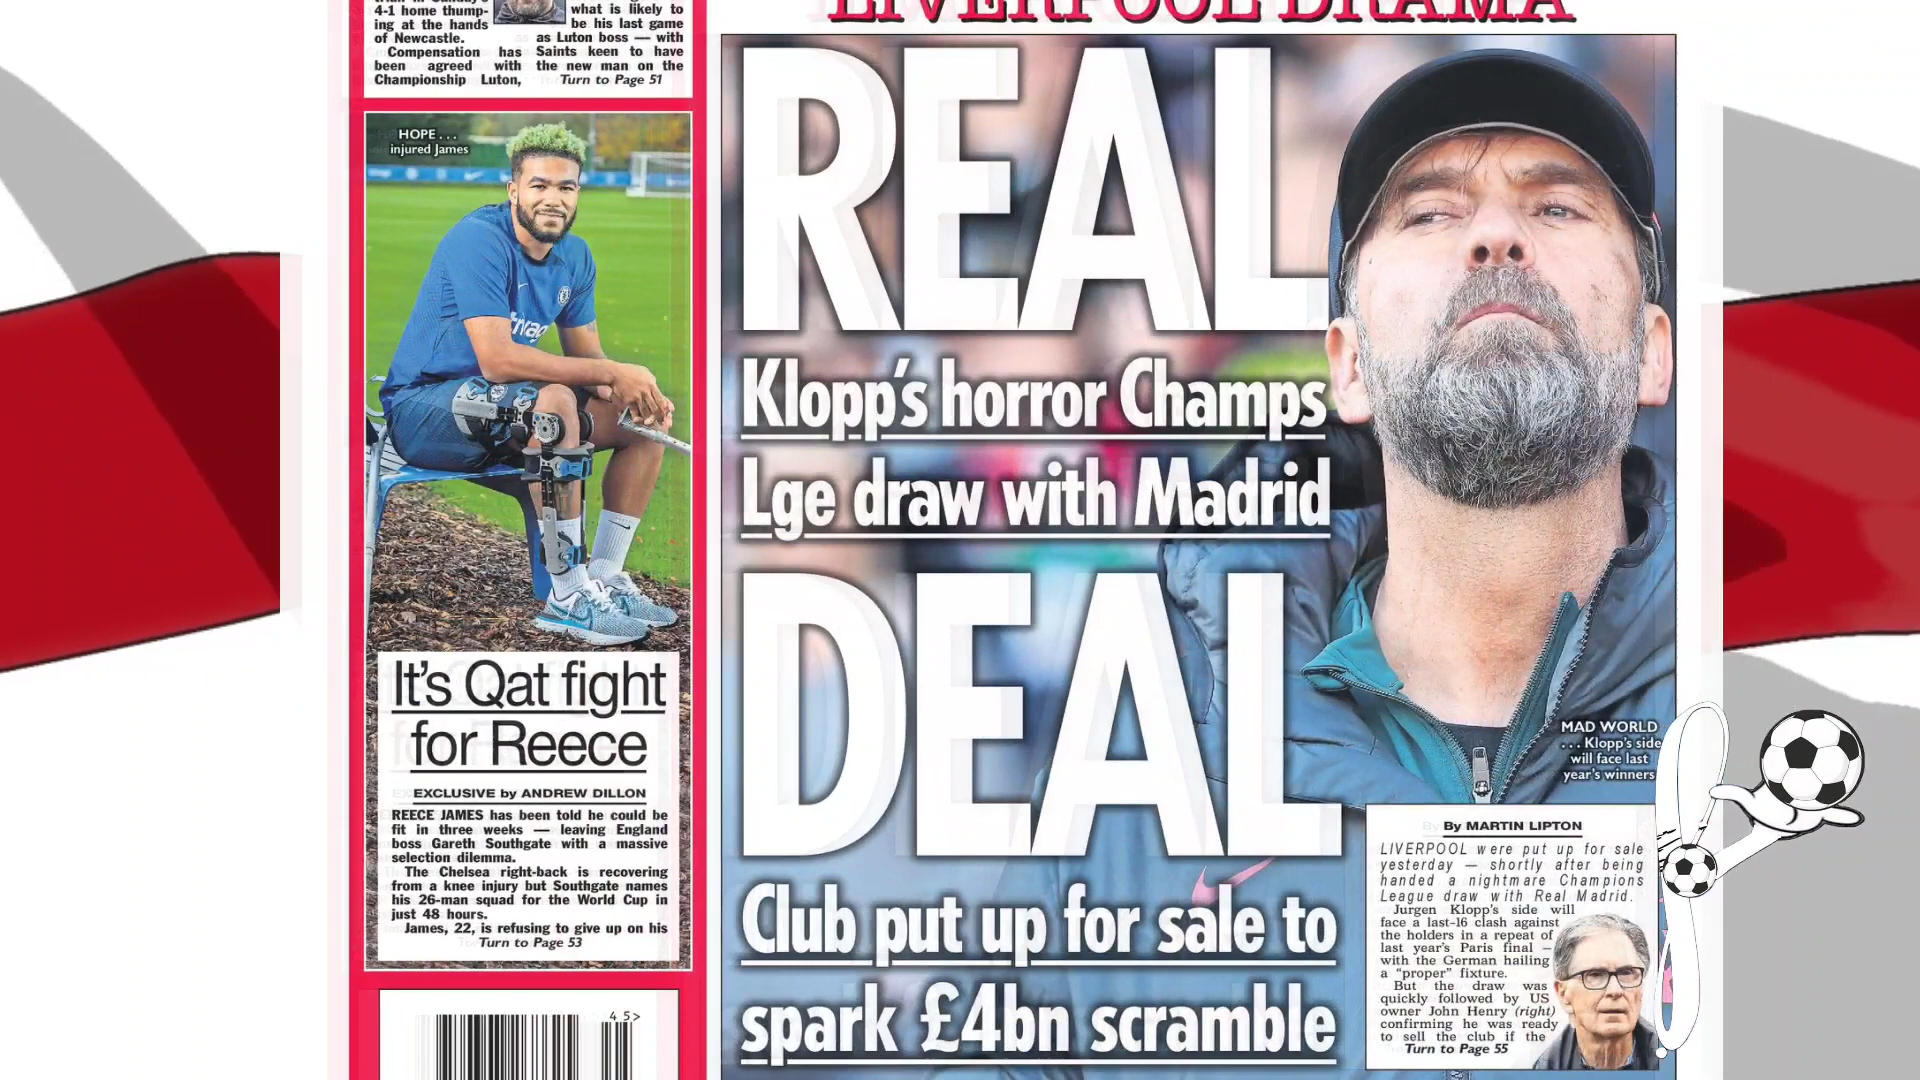 4-1 home thump-
ing at the hands
of Newcastle.
Compensation has
been agreed with
Championship Luton,
what is likely to
be his last game
as Luton boss — with
Saints keen to have
the new man on the
Turn to Page 51
HOPE . . .
injured James
It's Qat fight
for Reece
EXCLUSIVE by ANDREW DILLON
REECE JAMES has been told he could be
fit in three weeks — leaving England
boss Gareth Southgate with a massive
selection dilemma.
The Chelsea right-back is recovering
from a knee injury but Southgate names
his 26-man squad for the World Cup in
just 48 hours.
James, 22, is refusing to give up on his
Turn to Page 53
4 5>
LIVERPOOL DRAMA
REAL
Klopp's horror Champs
Lge draw with Madrid
DEAL
Club put up for sale to
spark £4bn scramble
MAD WORLD
. . . Klopp's side
will face last
year's winners
By MARTIN LIPTON
LIVERPOOL were put up for sale
yesterday — shortly after being
handed a nightmare Champions
League draw with Real Madrid.
Jurgen Klopp's side will
face a last-16 clash against
the holders in a repeat of
last year's Paris final —
with the German hailing
a "proper" fixture.
But the draw was
quickly followed by US
owner John Henry (right)
confirming he was ready
to sell the club if the
Turn to Page 55